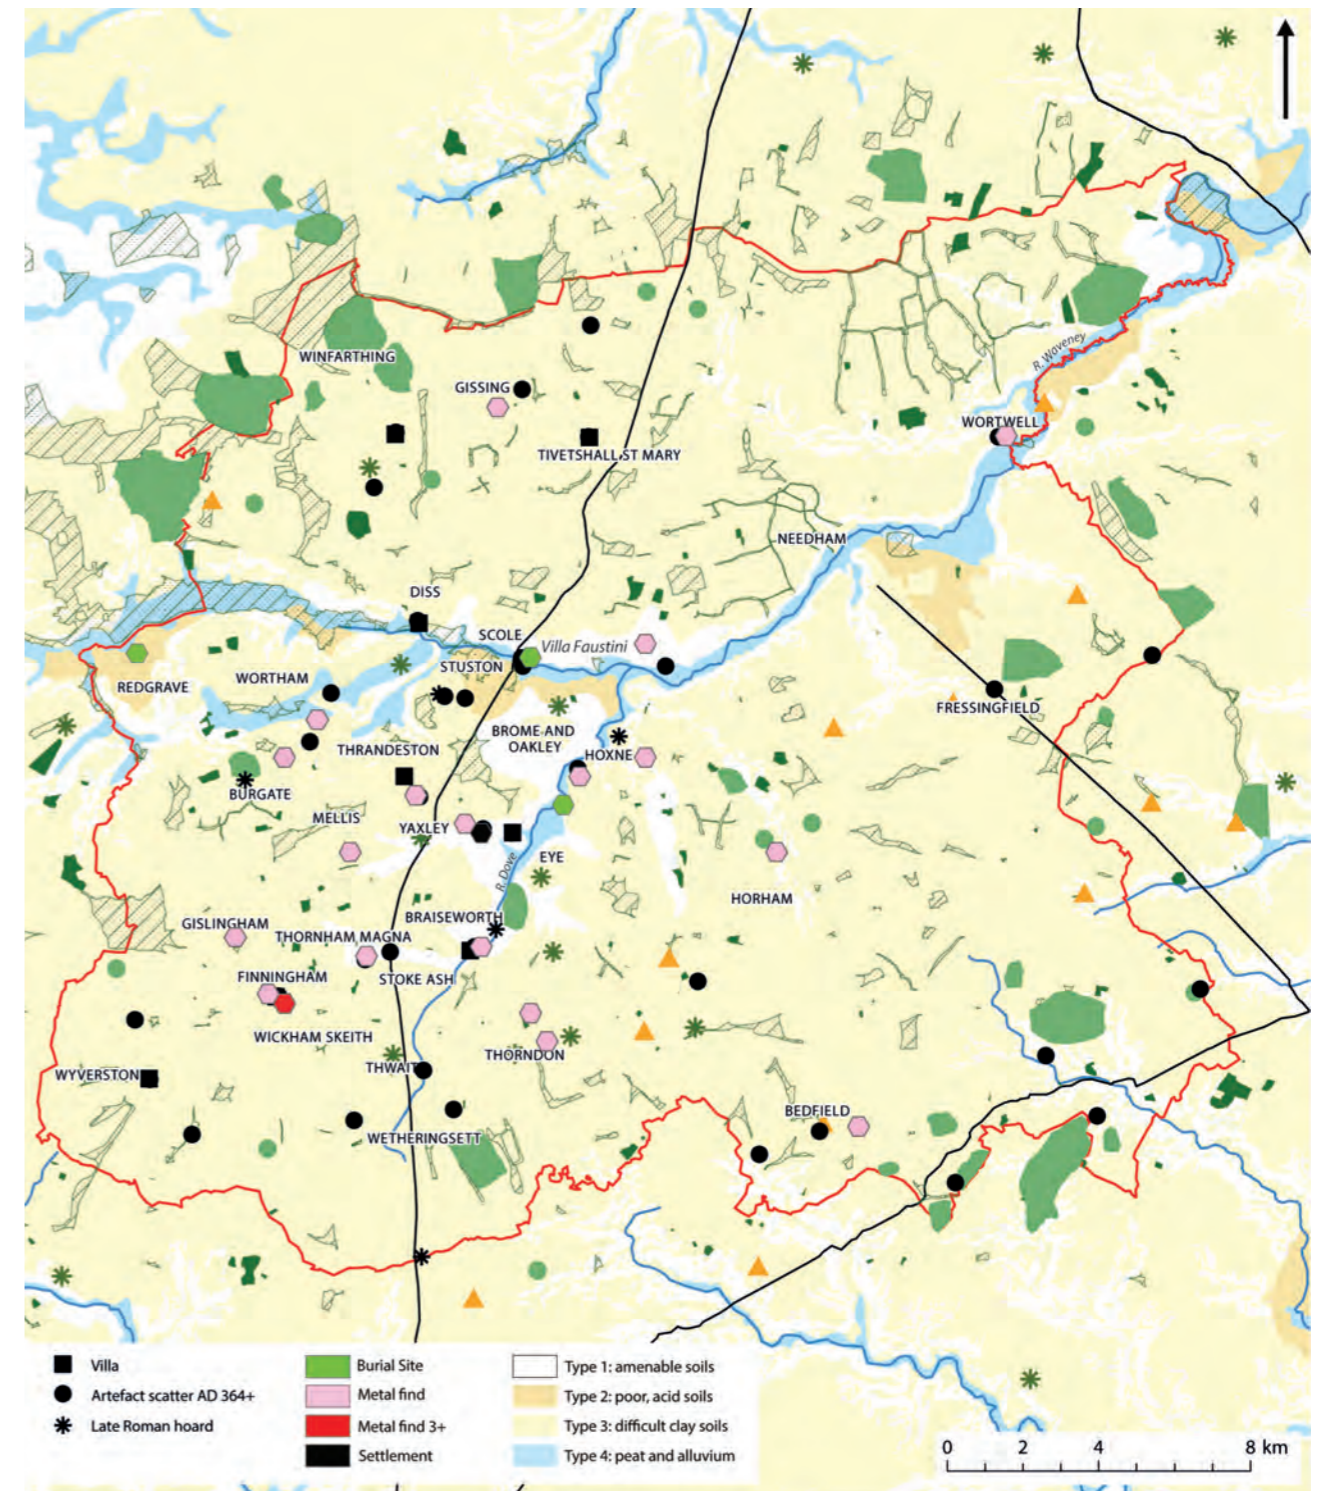 WINFARTHING
R. Waveney
GISSING
WORTWELL
TIVETSHALL ST MARY
NEEDHAM
DISS
SCOLE
Villa Faustini
STUSTON
WORTHAM
REDGRAVE
FRESSINGFIELD
BROME AND
OAKLEY
THRANDESTON
HOXNE
BURGATE
MELLIS
YAXLEY
R. Dove
EYE
HORHAM
BRAISEWORTH
GISLINGHAM
THORNHAM MAGNA
STOKE ASH
FINNINGHAM
WICKHAM SKEITH
THORNDON
THWAIT
WYVERSTON
BEDFIELD
WETHERINGSETT
Villa
Artefact scatter AD 364+
Late Roman hoard
Burial Site
Metal find
Metal find 3+
Settlement
Type 1: amenable soils
Type 2: poor, acid soils
Type 3: difficult clay soils
Type 4: peat and alluvium
0 2 4 8 km